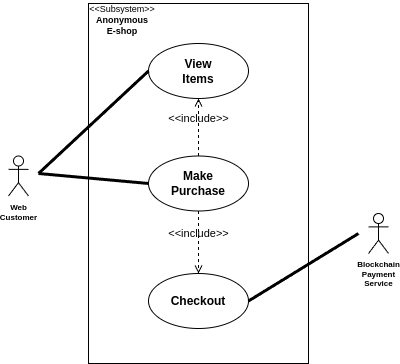 <<Subsystem>>
Anonymous
E-shop
View
Items
<<include>>
Make
Purchase
Web
Customer
<<include>>
Blockchain
Payment
Service
Checkout